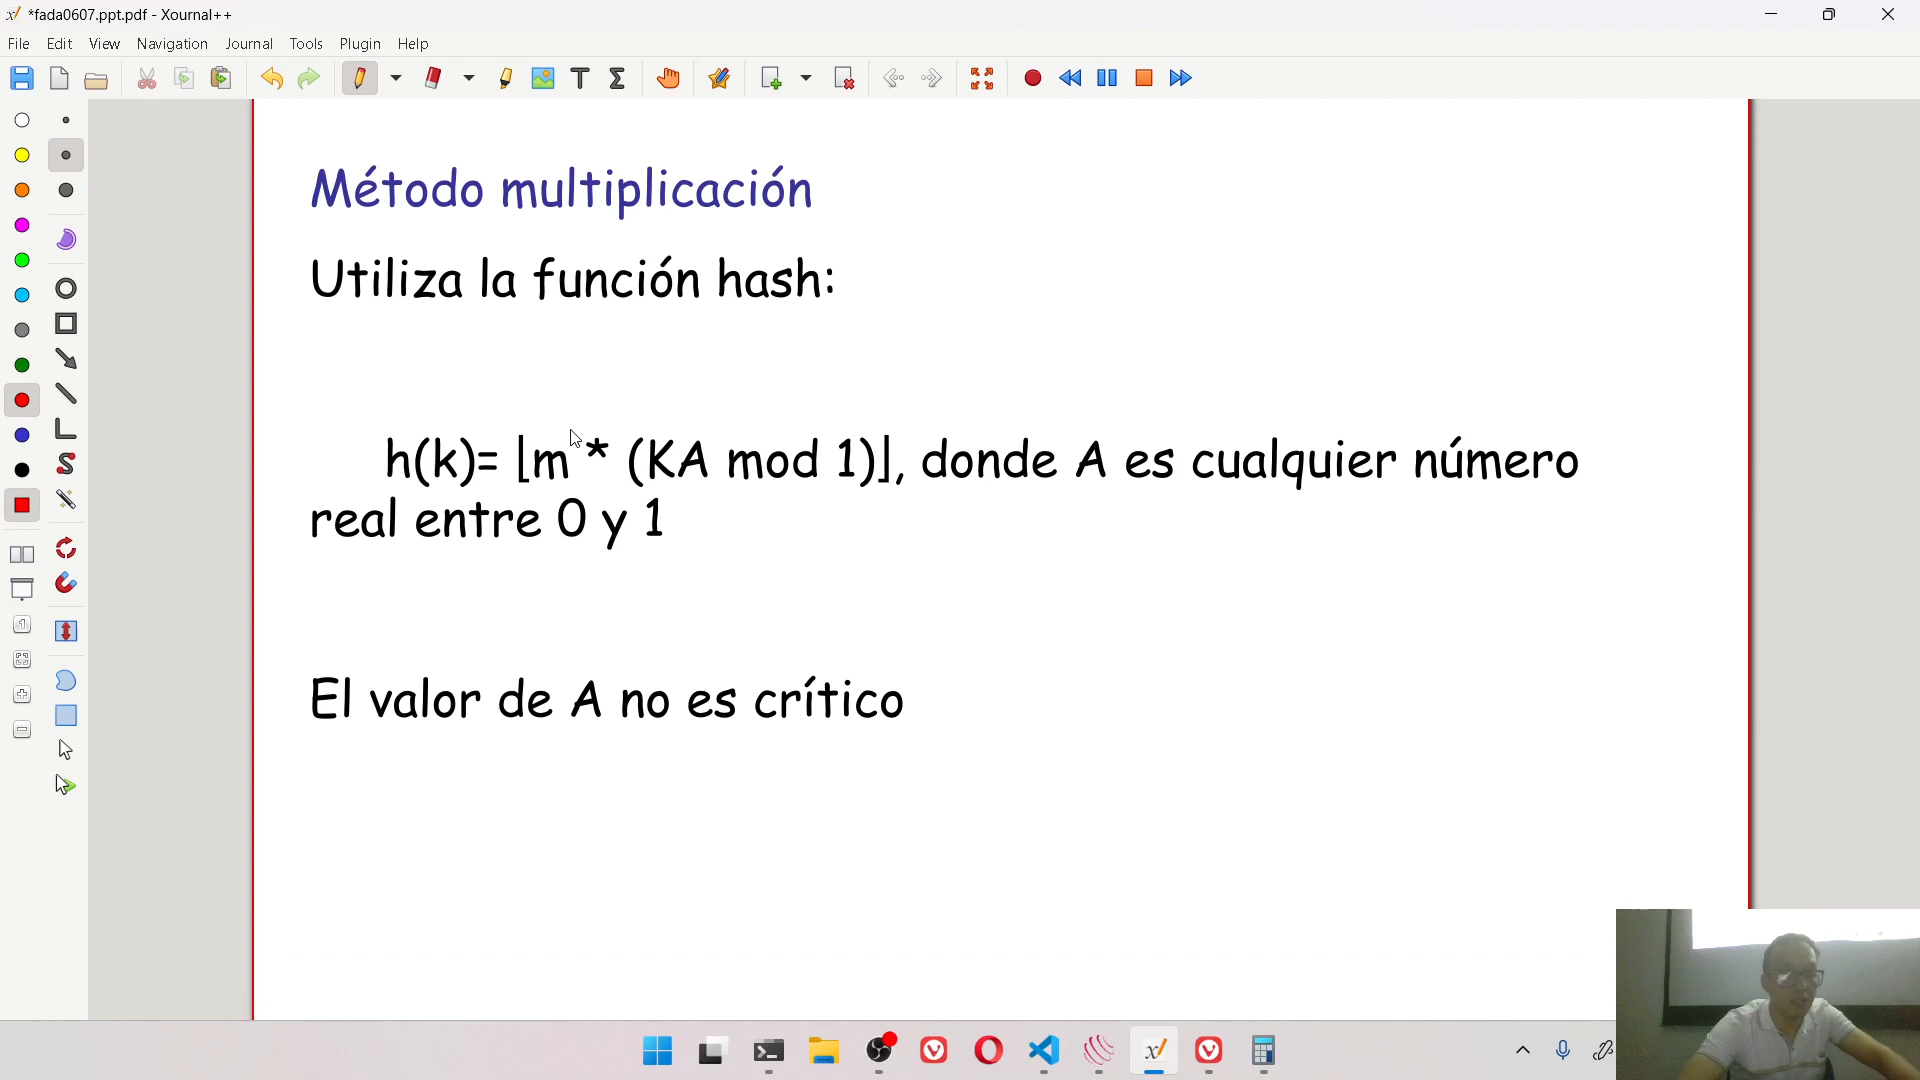 *fada0607.ppt.pdf - Xournal++
File Edit View Navigation Journal Tools Plugin Help
Método multiplicación
Utiliza la función hash:
h(k)= ⌊m * (KA mod 1)⌋, donde A es cualquier número
real entre 0 y 1
El valor de A no es crítico